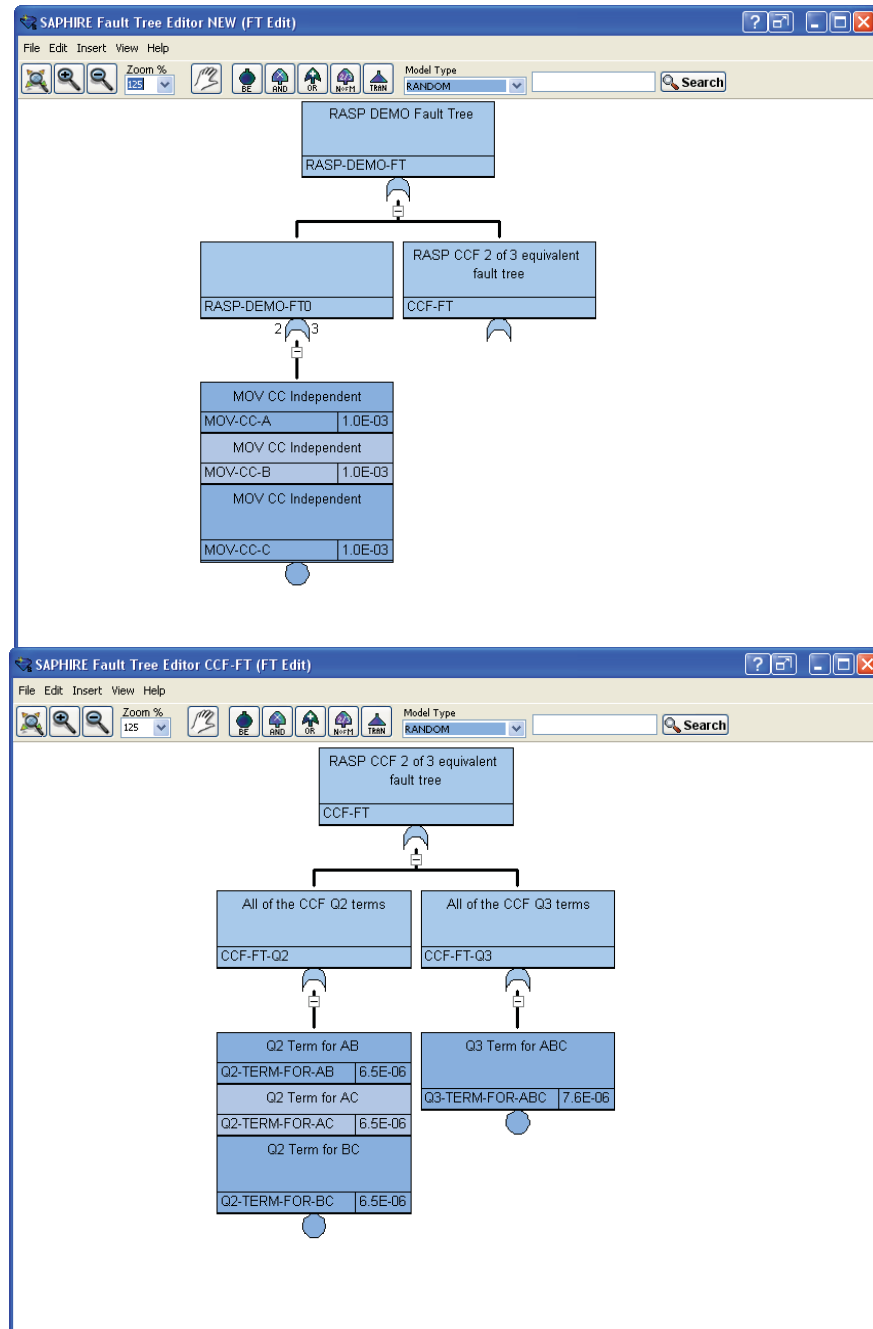 SAPHIRE Fault Tree Editor NEW (FT Edit)
File Edit Insert View Help
Zoom %
125
BE
AND
OR
N◦FM
TRAN
Model Type
RANDOM
Search
RASP DEMO Fault Tree
RASP-DEMO-FT
RASP-DEMO-FT0
RASP CCF 2 of 3 equivalent
fault tree
CCF-FT
2 3
MOV CC Independent
MOV-CC-A 1.0E-03
MOV CC Independent
MOV-CC-B 1.0E-03
MOV CC Independent
MOV-CC-C 1.0E-03
SAPHIRE Fault Tree Editor CCF-FT (FT Edit)
File Edit Insert View Help
Zoom %
125
BE
AND
OR
N◦FM
TRAN
Model Type
RANDOM
Search
RASP CCF 2 of 3 equivalent
fault tree
CCF-FT
All of the CCF Q2 terms
CCF-FT-Q2
All of the CCF Q3 terms
CCF-FT-Q3
Q2 Term for AB
Q2-TERM-FOR-AB 6.5E-06
Q2 Term for AC
Q2-TERM-FOR-AC 6.5E-06
Q2 Term for BC
Q2-TERM-FOR-BC 6.5E-06
Q3 Term for ABC
Q3-TERM-FOR-ABC 7.6E-06